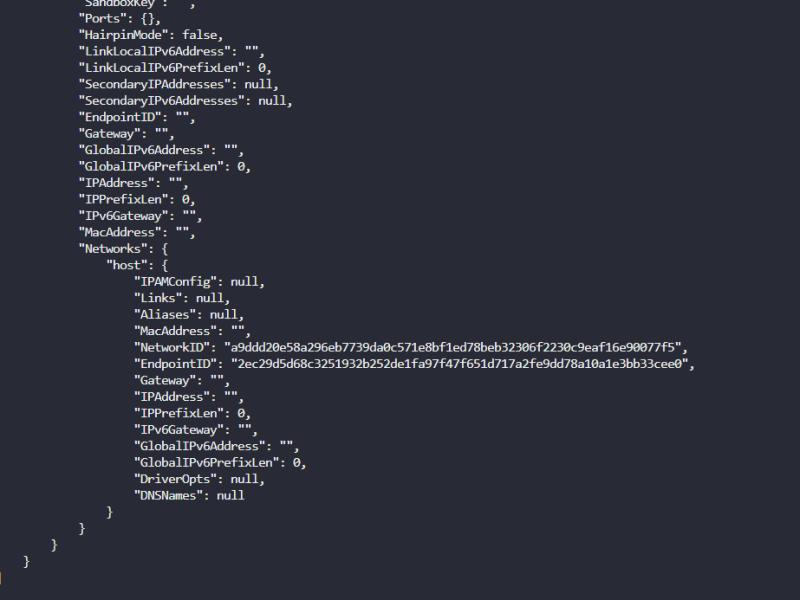 "SandboxKey": "",
"Ports": {},
"HairpinMode": false,
"LinkLocalIPv6Address": "",
"LinkLocalIPv6PrefixLen": 0,
"SecondaryIPAddresses": null,
"SecondaryIPv6Addresses": null,
"EndpointID": "",
"Gateway": "",
"GlobalIPv6Address": "",
"GlobalIPv6PrefixLen": 0,
"IPAddress": "",
"IPPrefixLen": 0,
"IPv6Gateway": "",
"MacAddress": "",
"Networks": {
"host": {
"IPAMConfig": null,
"Links": null,
"Aliases": null,
"MacAddress": "",
"NetworkID": "a9ddd20e58a296eb7739da0c571e8bf1ed78beb32306f2230c9eaf16e90077f5",
"EndpointID": "2ec29d5d68c3251932b252de1fa97f47f651d717a2fe9dd78a10a1e3bb33cee0",
"Gateway": "",
"IPAddress": "",
"IPPrefixLen": 0,
"IPv6Gateway": "",
"GlobalIPv6Address": "",
"GlobalIPv6PrefixLen": 0,
"DriverOpts": null,
"DNSNames": null
}
}
}
}